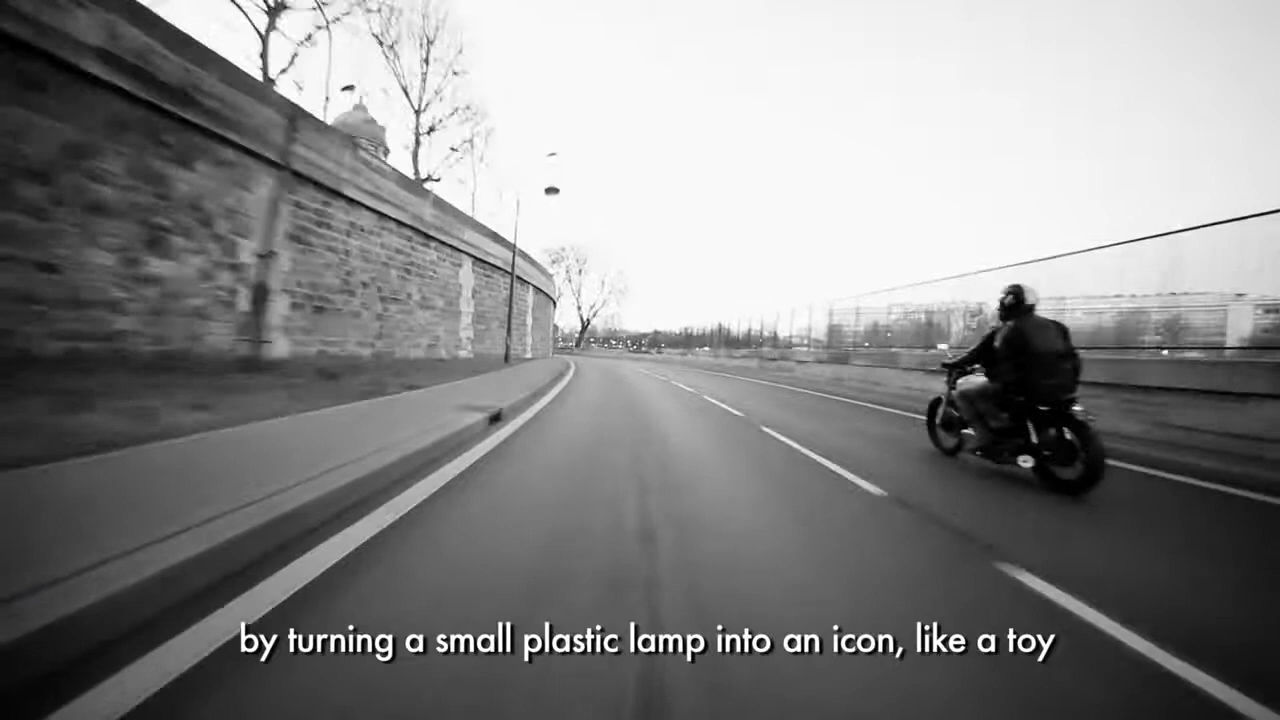 by turning a small plastic lamp into an icon, like a toy